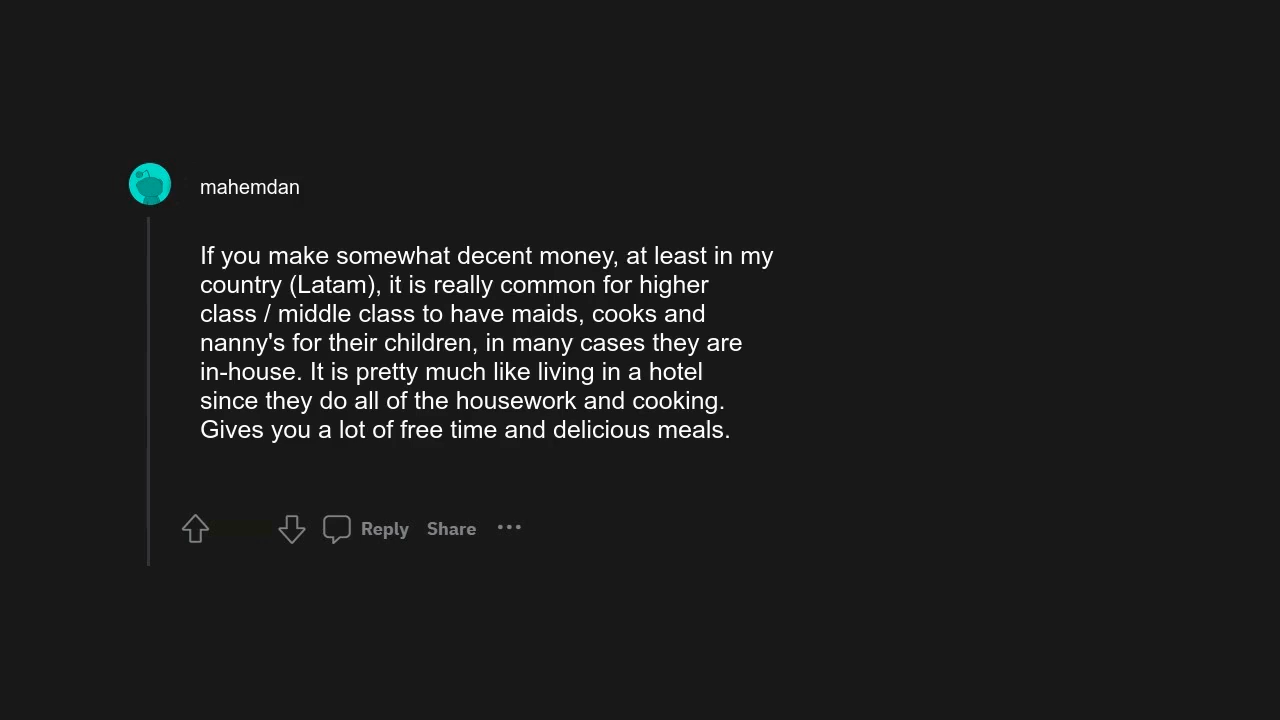 mahemdan
If you make somewhat decent money, at least in my
country (Latam), it is really common for higher
class / middle class to have maids, cooks and
nanny's for their children, in many cases they are
in-house. It is pretty much like living in a hotel
since they do all of the housework and cooking.
Gives you a lot of free time and delicious meals.
Reply Share